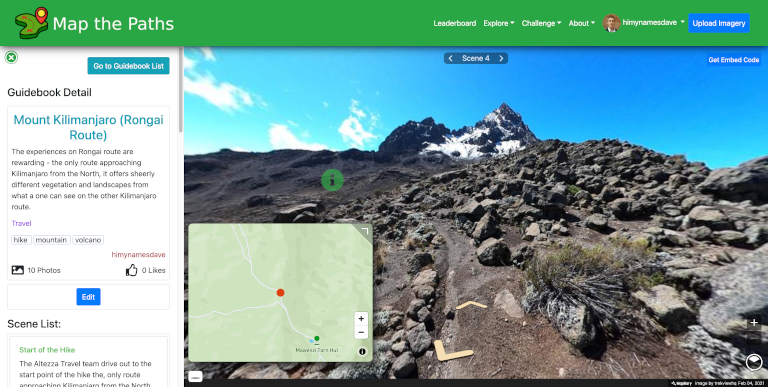 Map the Paths
Leaderboard Explore Challenge About himynamesdave Upload Imagery
Go to Guidebook List
Guidebook Detail
Mount Kilimanjaro (Rongai
Route)
The experiences on Rongai route are
rewarding - the only route approaching
Kilimanjaro from the North, it offers sheerly
different vegetation and landscapes from
what a one can see on the other Kilimanjaro
route.
Travel
hike mountain volcano
himynamesdave
10 Photos 0 Likes
Edit
Scene List:
Start of the Hike
The Altezza Travel team drive out to the
start point of the hike the, only route
approaching Kilimanjaro from the North
Scene 4
Get Embed Code
Mawenzi Tarn Hut
+
−
i
+
mapillary image by trekviewhq Feb 04, 2021